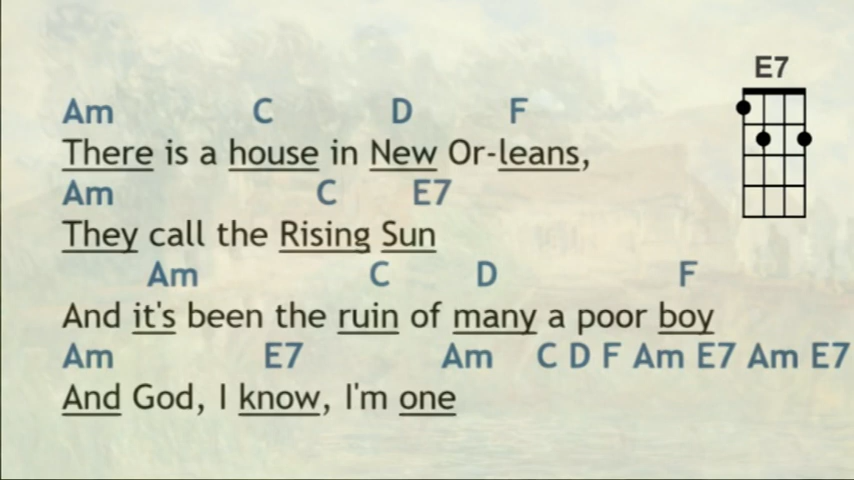 E7
Am C D F
There is a house in New Or-leans,
Am C E7
They call the Rising Sun
Am C D F
And it's been the ruin of many a poor boy
Am E7 Am C D F Am E7 Am E7
And God, I know, I'm one